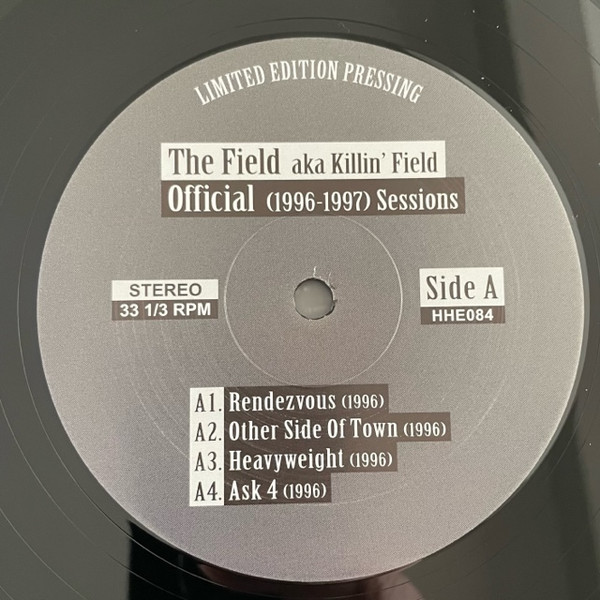 LIMITED EDITION PRESSING
The Field aka Killin' Field
Official (1996-1997) Sessions
STEREO
33 1/3 RPM
Side A
HHE084
A1. Rendezvous (1996)
A2. Other Side Of Town (1996)
A3. Heavyweight (1996)
A4. Ask 4 (1996)